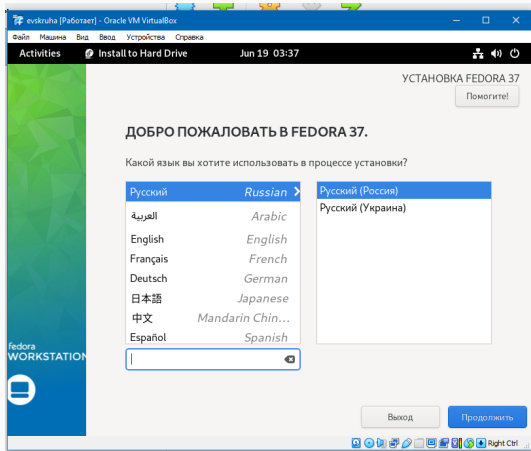 evskruha [Работает] - Oracle VM VirtualBox
Файл Машина Вид Ввод Устройства Справка
Activities Install to Hard Drive Jun 19 03:37
УСТАНОВКА FEDORA 37
Помогите!
ДОБРО ПОЖАЛОВАТЬ В FEDORA 37.
Какой язык вы хотите использовать в процессе установки?
Русский Russian
العربية Arabic
English English
Français French
Deutsch German
日本語 Japanese
中文 Mandarin Chin...
Español Spanish
Русский (Россия)
Русский (Украина)
fedora
WORKSTATION
Выход Продолжить
Right Ctrl